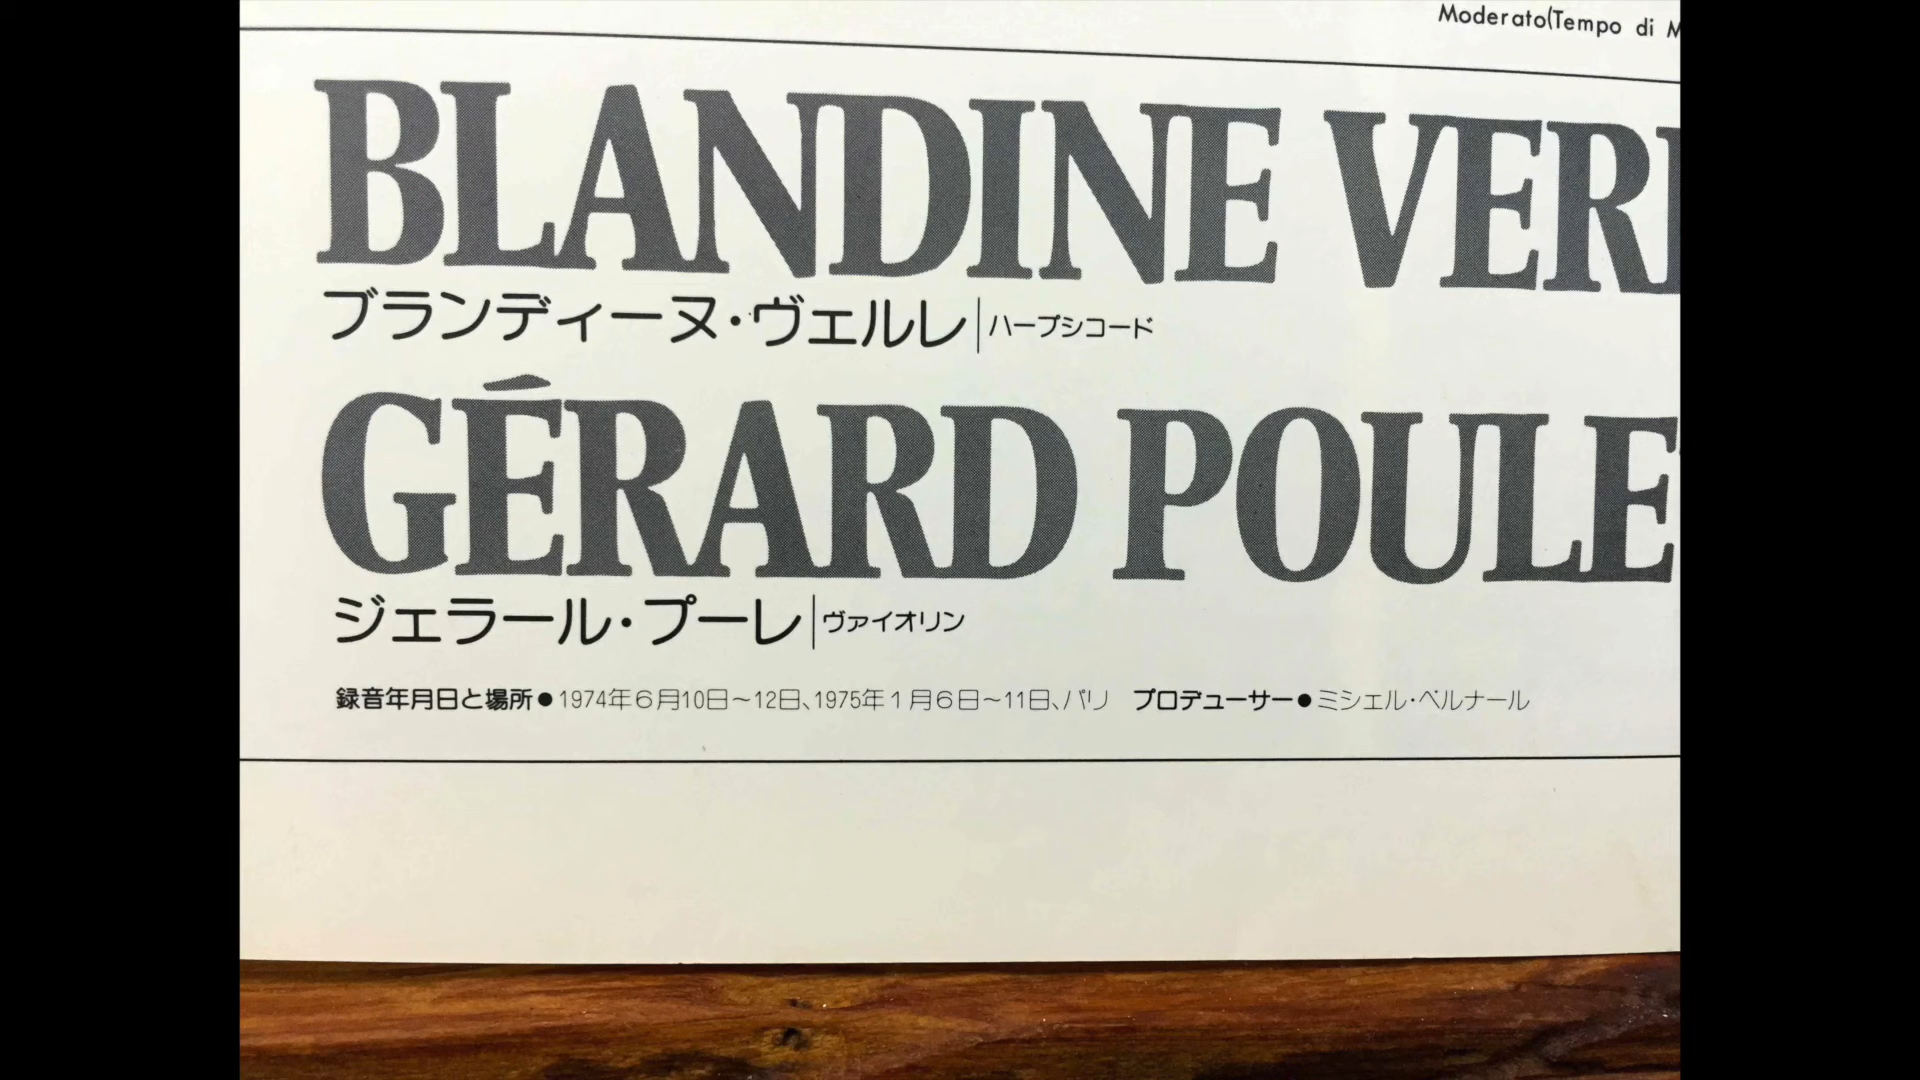 Moderato(Tempo di M
BLANDINE VER
ブランディーヌ・ヴェルレ|ハープシコード
GÉRARD POULE
ジェラール・プーレ|ヴァイオリン
録音年月日と場所●1974年6月10日〜12日、1975年1月6日〜11日、パリ プロデューサー●ミシェル・ベルナール